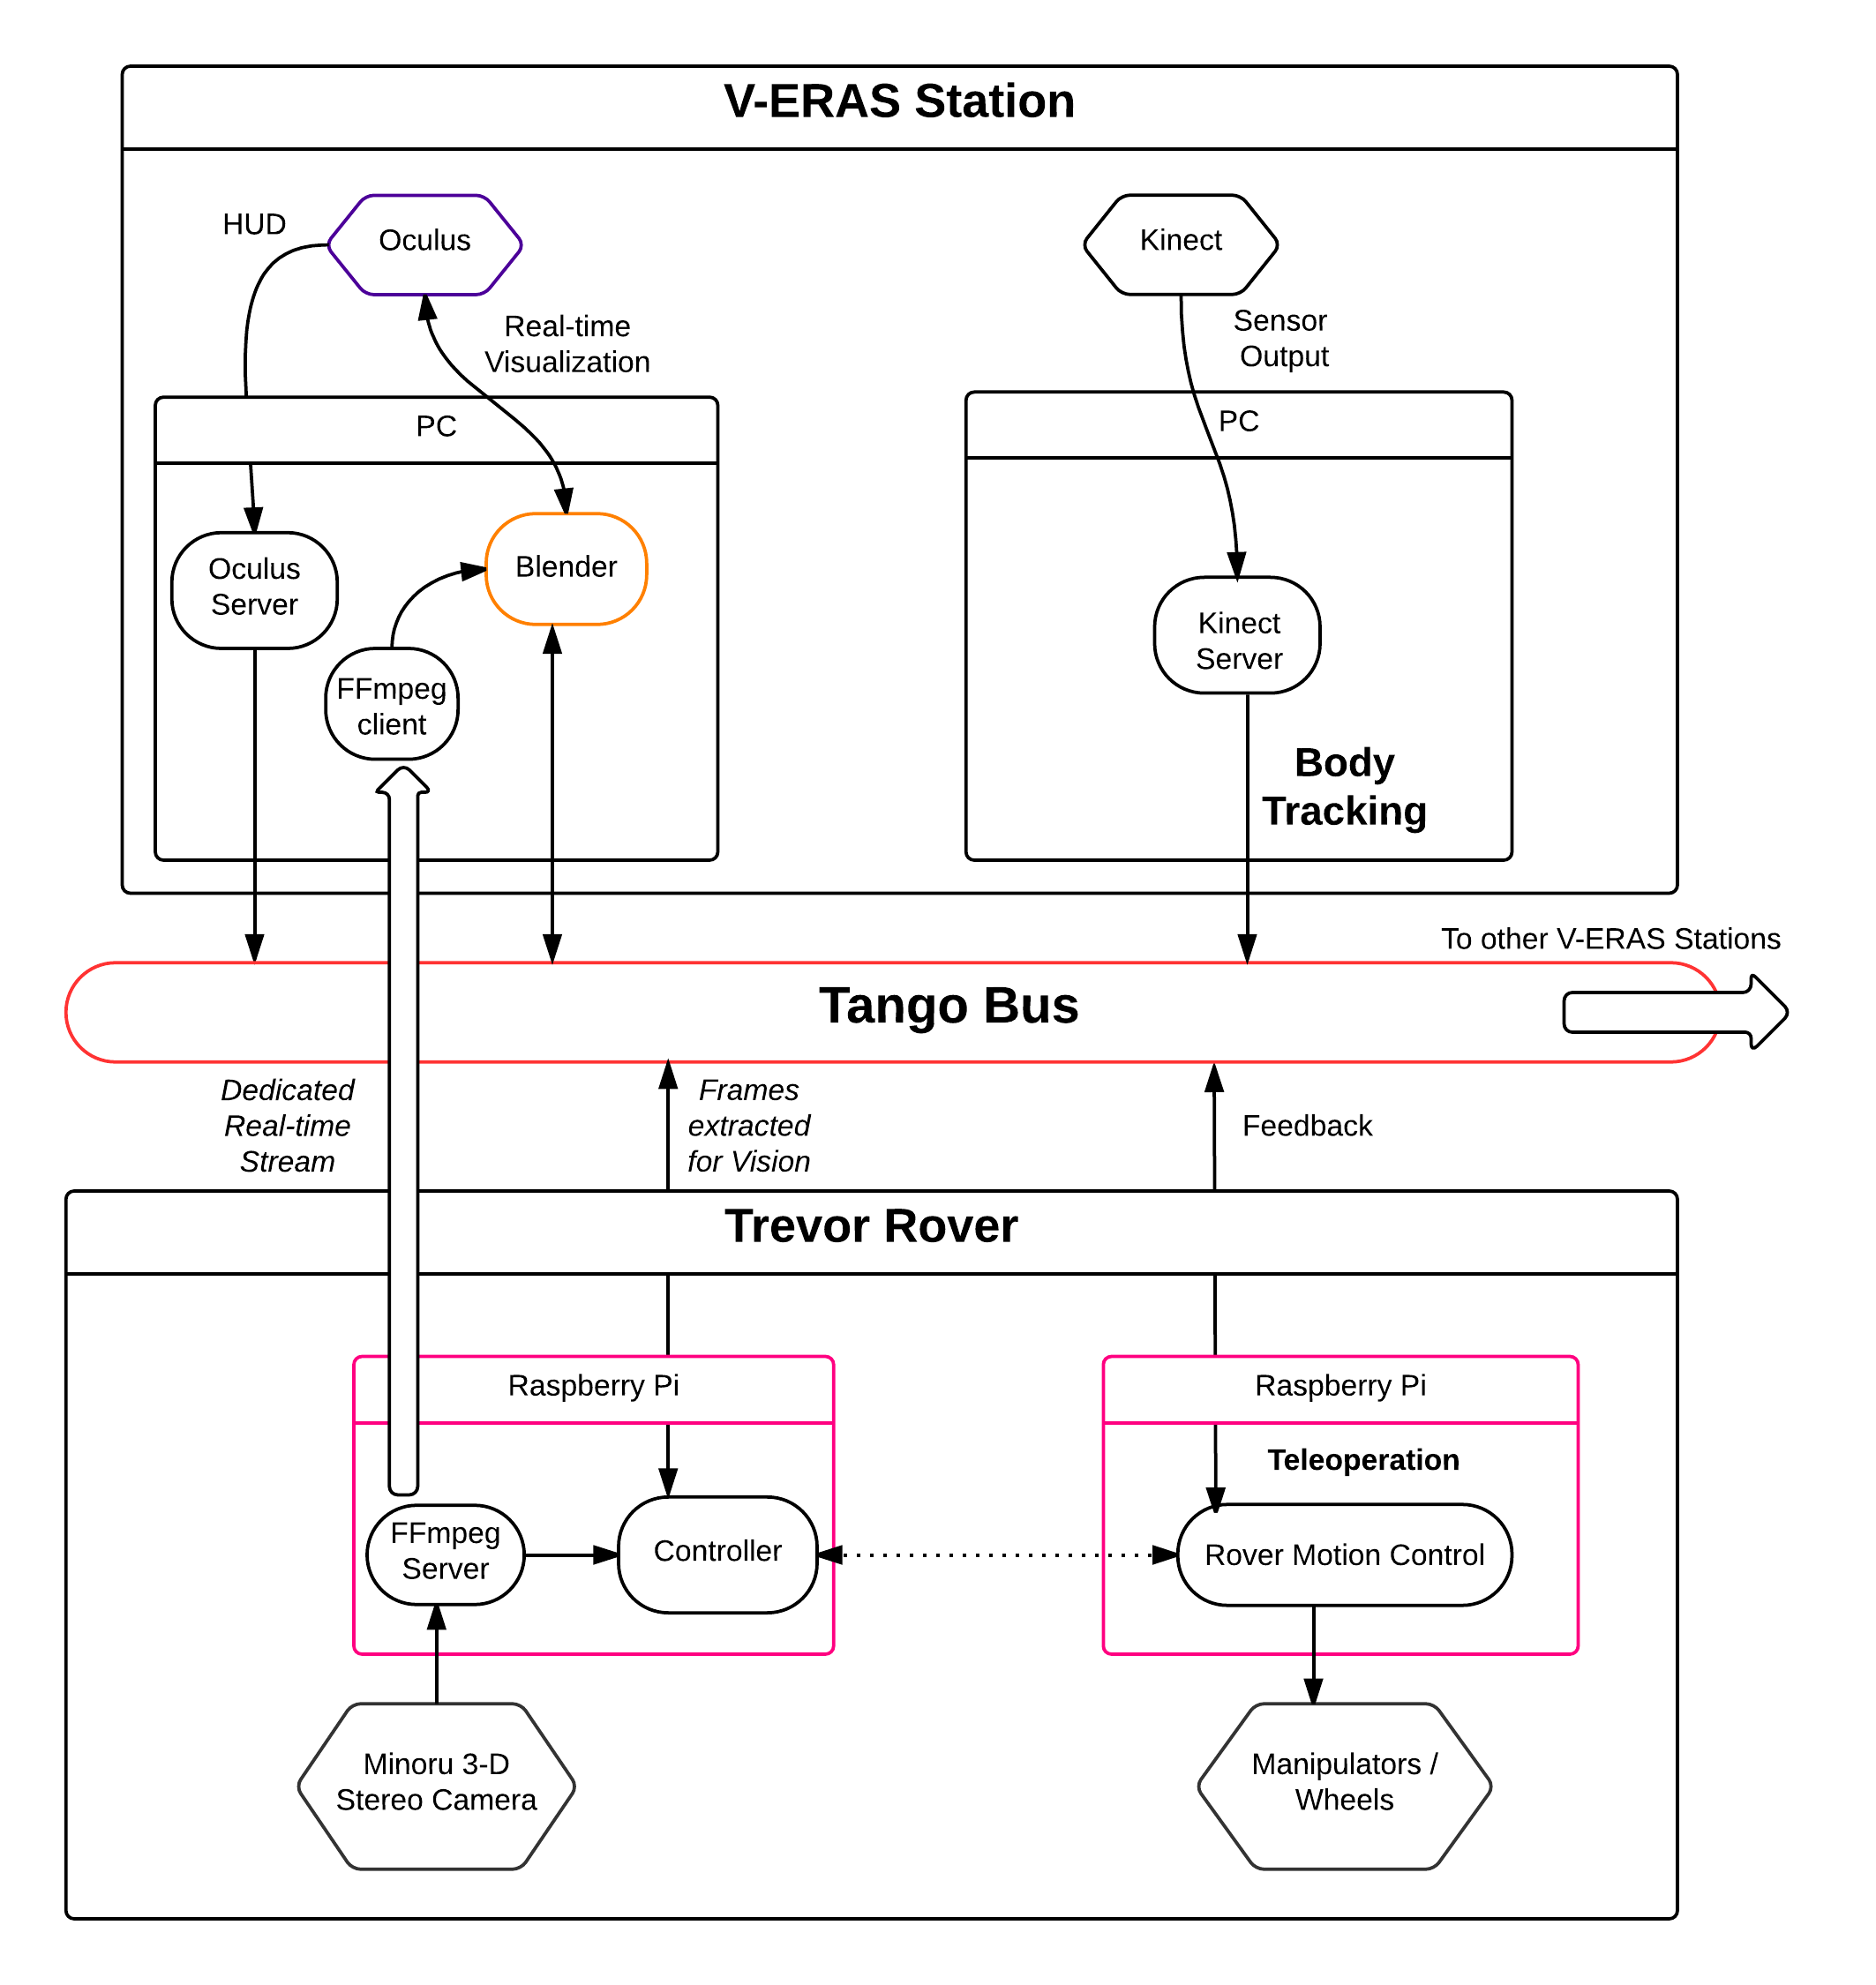 V-ERAS Station
HUD
Oculus
Kinect
Real-time
Visualization
Sensor
Output
PC
PC
Oculus
Server
Blender
FFmpeg
client
Kinect
Server
Body
Tracking
To other V-ERAS Stations
Tango Bus
Dedicated
Real-time
Stream
Frames
extracted
for Vision
Feedback
Trevor Rover
Raspberry Pi
Raspberry Pi
Teleoperation
FFmpeg
Server
Controller
Rover Motion Control
Minoru 3-D
Stereo Camera
Manipulators /
Wheels